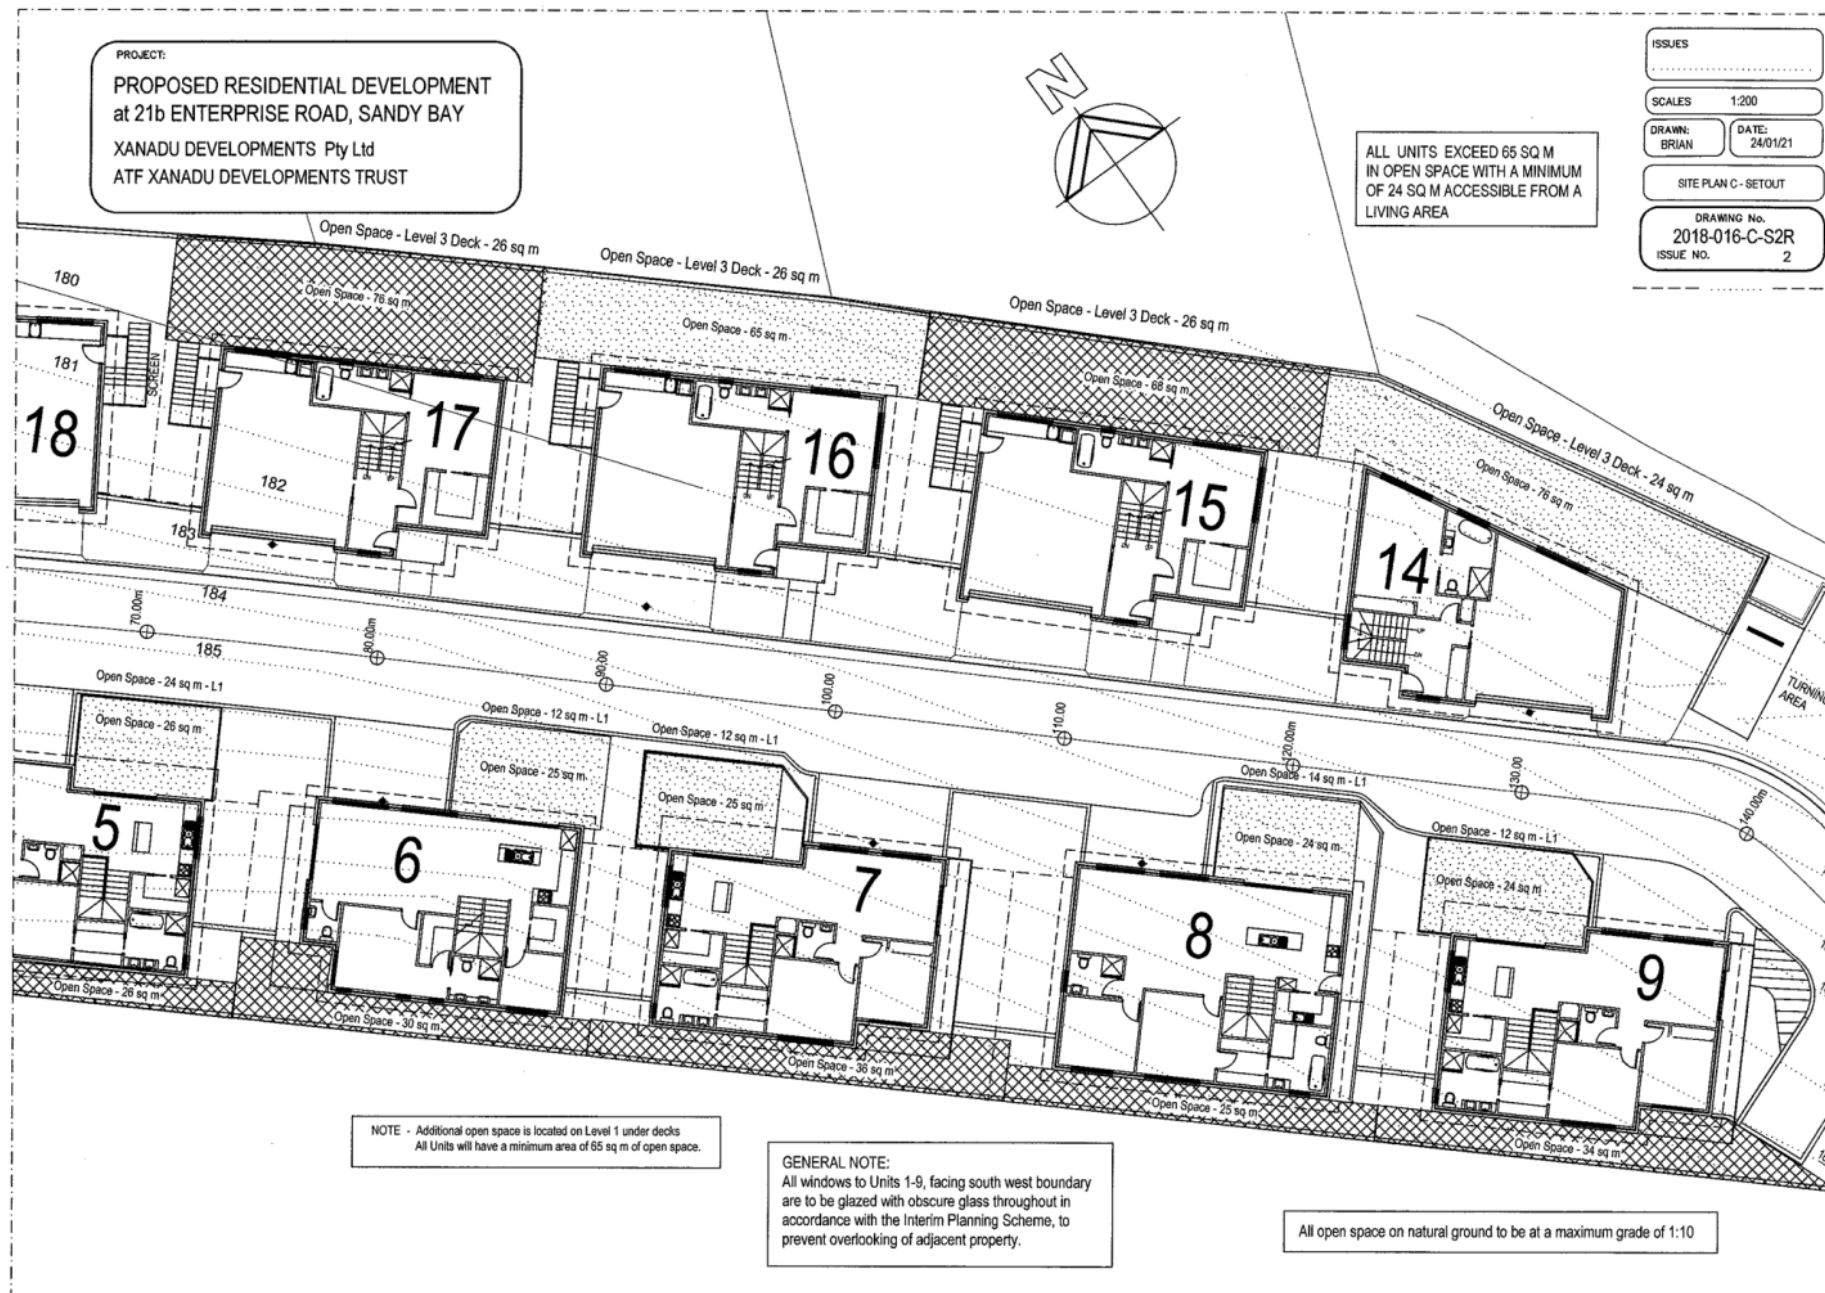 PROJECT:
PROPOSED RESIDENTIAL DEVELOPMENT
at 21b ENTERPRISE ROAD, SANDY BAY
XANADU DEVELOPMENTS Pty Ltd
ATF XANADU DEVELOPMENTS TRUST
N
ALL UNITS EXCEED 65 SQ M
IN OPEN SPACE WITH A MINIMUM
OF 24 SQ M ACCESSIBLE FROM A
LIVING AREA
ISSUES
SCALES 1:200
DRAWN:
BRIAN
DATE:
24/01/21
SITE PLAN C - SETOUT
DRAWING No.
2018-016-C-S2R
ISSUE NO. 2
Open Space - Level 3 Deck - 26 sq m
Open Space - Level 3 Deck - 26 sq m
Open Space - Level 3 Deck - 26 sq m
Open Space - Level 3 Deck - 24 sq m
Open Space - 76 sq m
Open Space - 65 sq m
Open Space - 68 sq m
Open Space - 76 sq m
180
181
SCREEN
182
183
184
185
18
17
16
15
14
TURNING
AREA
70.00m
80.00m
90.00
100.00
110.00
120.00m
130.00
140.00m
Open Space - 24 sq m - L1
Open Space - 12 sq m - L1
Open Space - 12 sq m - L1
Open Space - 14 sq m - L1
Open Space - 12 sq m - L1
Open Space - 26 sq m
Open Space - 25 sq m
Open Space - 25 sq m
Open Space - 24 sq m
Open Space - 24 sq m
5
6
7
8
9
Open Space - 26 sq m
Open Space - 30 sq m
Open Space - 36 sq m
Open Space - 25 sq m
Open Space - 34 sq m
NOTE - Additional open space is located on Level 1 under decks
All Units will have a minimum area of 65 sq m of open space.
GENERAL NOTE:
All windows to Units 1-9, facing south west boundary
are to be glazed with obscure glass throughout in
accordance with the Interim Planning Scheme, to
prevent overlooking of adjacent property.
All open space on natural ground to be at a maximum grade of 1:10